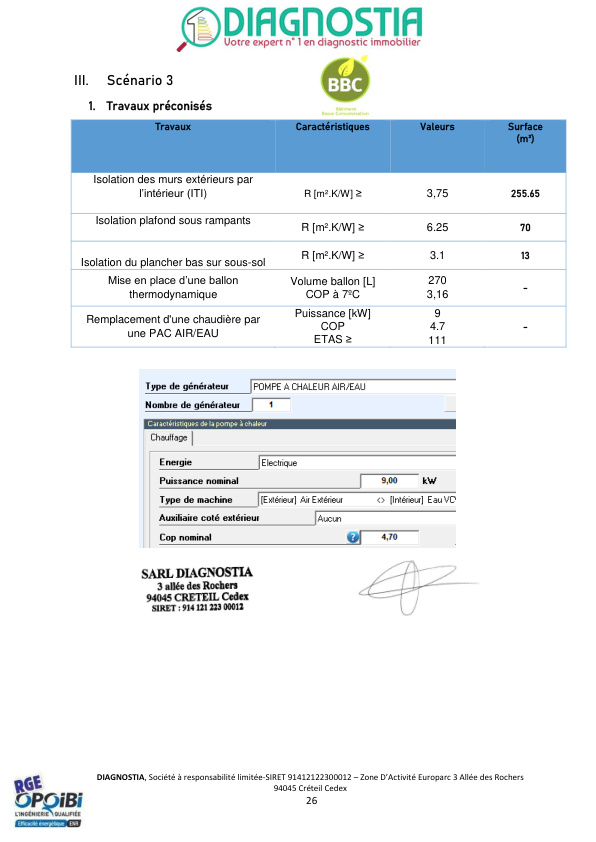 DIAGNOSTIA
Votre expert n°1 en diagnostic immobilier
III. Scénario 3
BBC
Bâtiment
Basse Consommation
1. Travaux préconisés
Travaux Caractéristiques Valeurs Surface
(m²)
Isolation des murs extérieurs par
l'intérieur (ITI) R [m².K/W] ≥ 3,75 255.65
Isolation plafond sous rampants
R [m².K/W] ≥ 6.25 70
R [m².K/W] ≥ 3.1 13
Isolation du plancher bas sur sous-sol
Mise en place d'une ballon Volume ballon [L] 270
thermodynamique COP à 7ºC 3,16 -
Puissance [kW] 9
Remplacement d'une chaudière par COP 4.7 -
une PAC AIR/EAU ETAS ≥ 111
Type de générateur POMPE A CHALEUR AIR/EAU
Nombre de générateur 1
Caractéristiques de la pompe à chaleur
Chauffage
Energie Electrique
Puissance nominal 9,00 kW
Type de machine [Extérieur] Air Extérieur <> [Intérieur] Eau VCV
Auxiliaire coté extérieur Aucun
Cop nominal ? 4,70
SARL DIAGNOSTIA
3 allée des Rochers
94045 CRETEIL Cedex
SIRET : 914 121 223 00012
DIAGNOSTIA, Société à responsabilité limitée-SIRET 91412122300012 – Zone D'Activité Europarc 3 Allée des Rochers
94045 Créteil Cedex
26
RGE
OPQIBI
L'INGÉNIERIE QUALIFIÉE
Efficacité énergétique ENR